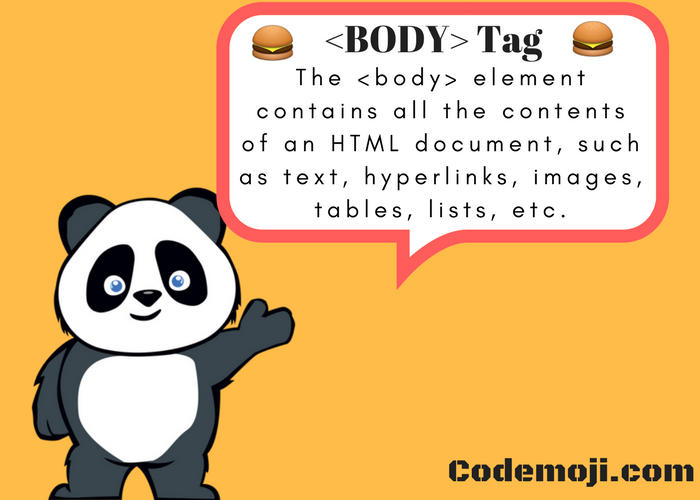 <BODY> Tag
The <body> element
contains all the contents
of an HTML document, such
as text, hyperlinks, images,
tables, lists, etc.
Codemoji.com